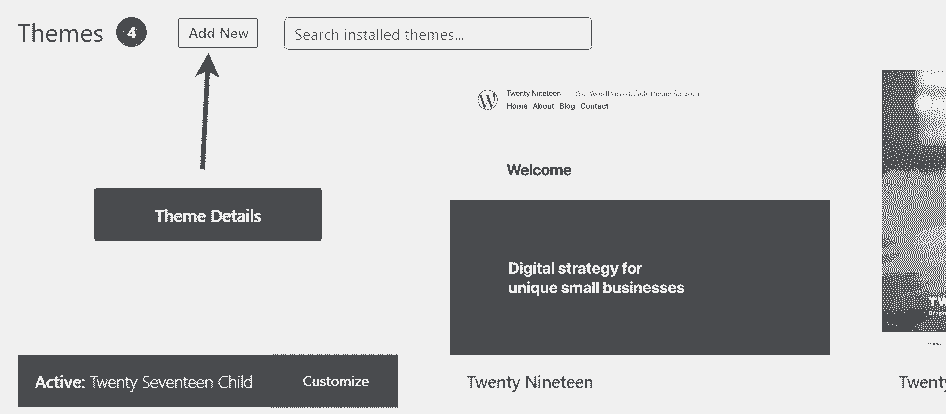 Themes 4 Add New Search installed themes...
Twenty Nineteen
Home About Blog Contact
Welcome
Theme Details
Digital strategy for
unique small businesses
Active: Twenty Seventeen Child Customize
Twenty Nineteen
Twenty